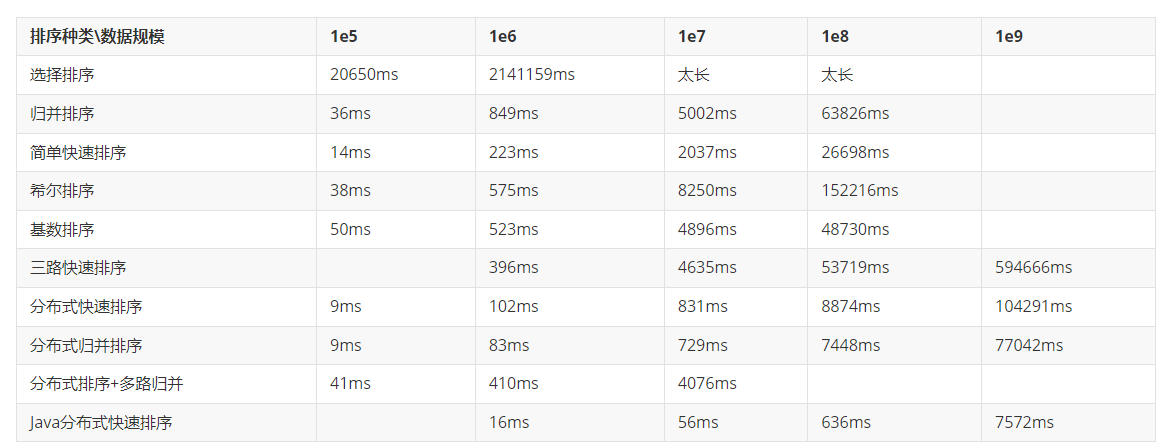 排序种类\数据规模 1e5 1e6 1e7 1e8 1e9
选择排序 20650ms 2141159ms 太长 太长
归并排序 36ms 849ms 5002ms 63826ms
简单快速排序 14ms 223ms 2037ms 26698ms
希尔排序 38ms 575ms 8250ms 152216ms
基数排序 50ms 523ms 4896ms 48730ms
三路快速排序 396ms 4635ms 53719ms 594666ms
分布式快速排序 9ms 102ms 831ms 8874ms 104291ms
分布式归并排序 9ms 83ms 729ms 7448ms 77042ms
分布式排序+多路归并 41ms 410ms 4076ms
Java分布式快速排序 16ms 56ms 636ms 7572ms